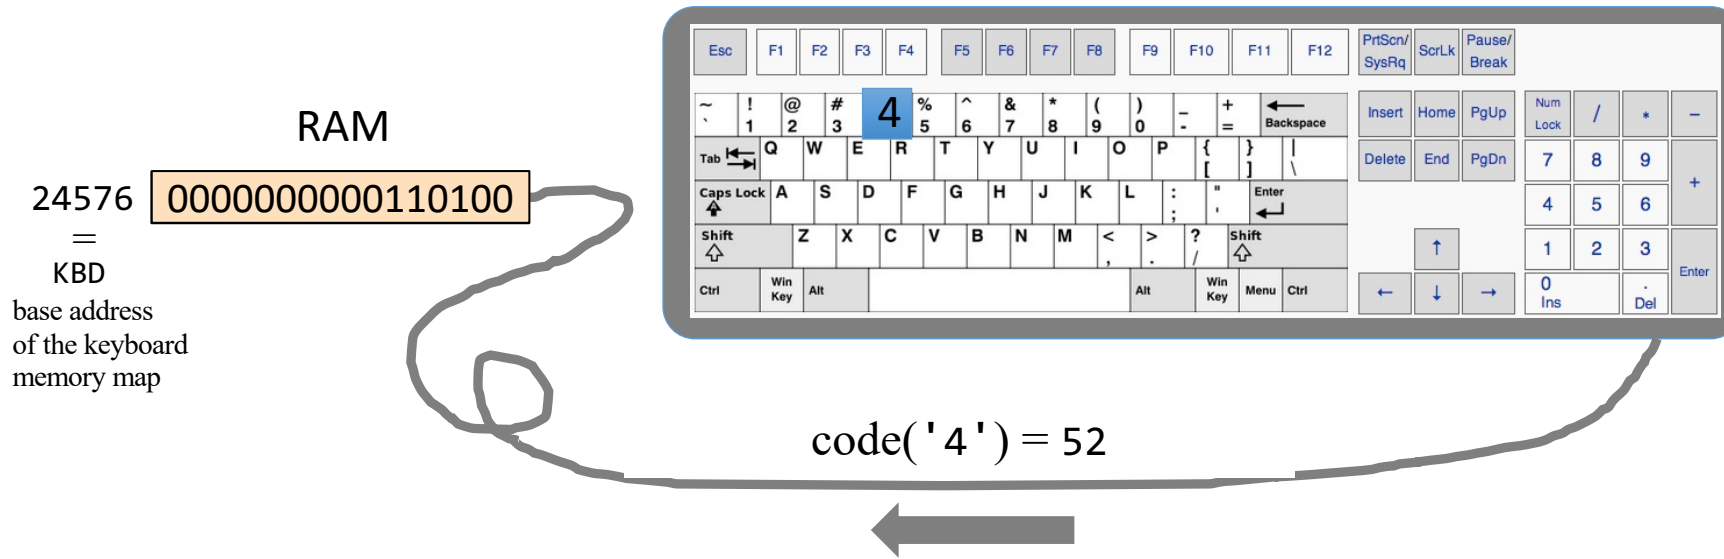 RAM
24576 0000000000110100
=
KBD
base address
of the keyboard
memory map
Esc F1 F2 F3 F4 F5 F6 F7 F8 F9 F10 F11 F12 PrtScn/ SysRq ScrLk Pause/ Break
~ ` ! 1 @ 2 # 3 4 % 5 ^ 6 & 7 * 8 ( 9 ) 0 _ - + = Backspace Insert Home PgUp Num Lock / * −
Tab Q W E R T Y U I O P { [ } ] | \ Delete End PgDn 7 8 9 +
Caps Lock A S D F G H J K L : ; " ' Enter 4 5 6
Shift Z X C V B N M < , > . ? / Shift ↑ 1 2 3 Enter
Ctrl Win Key Alt Alt Win Key Menu Ctrl ← ↓ → 0 Ins . Del
code('4') = 52